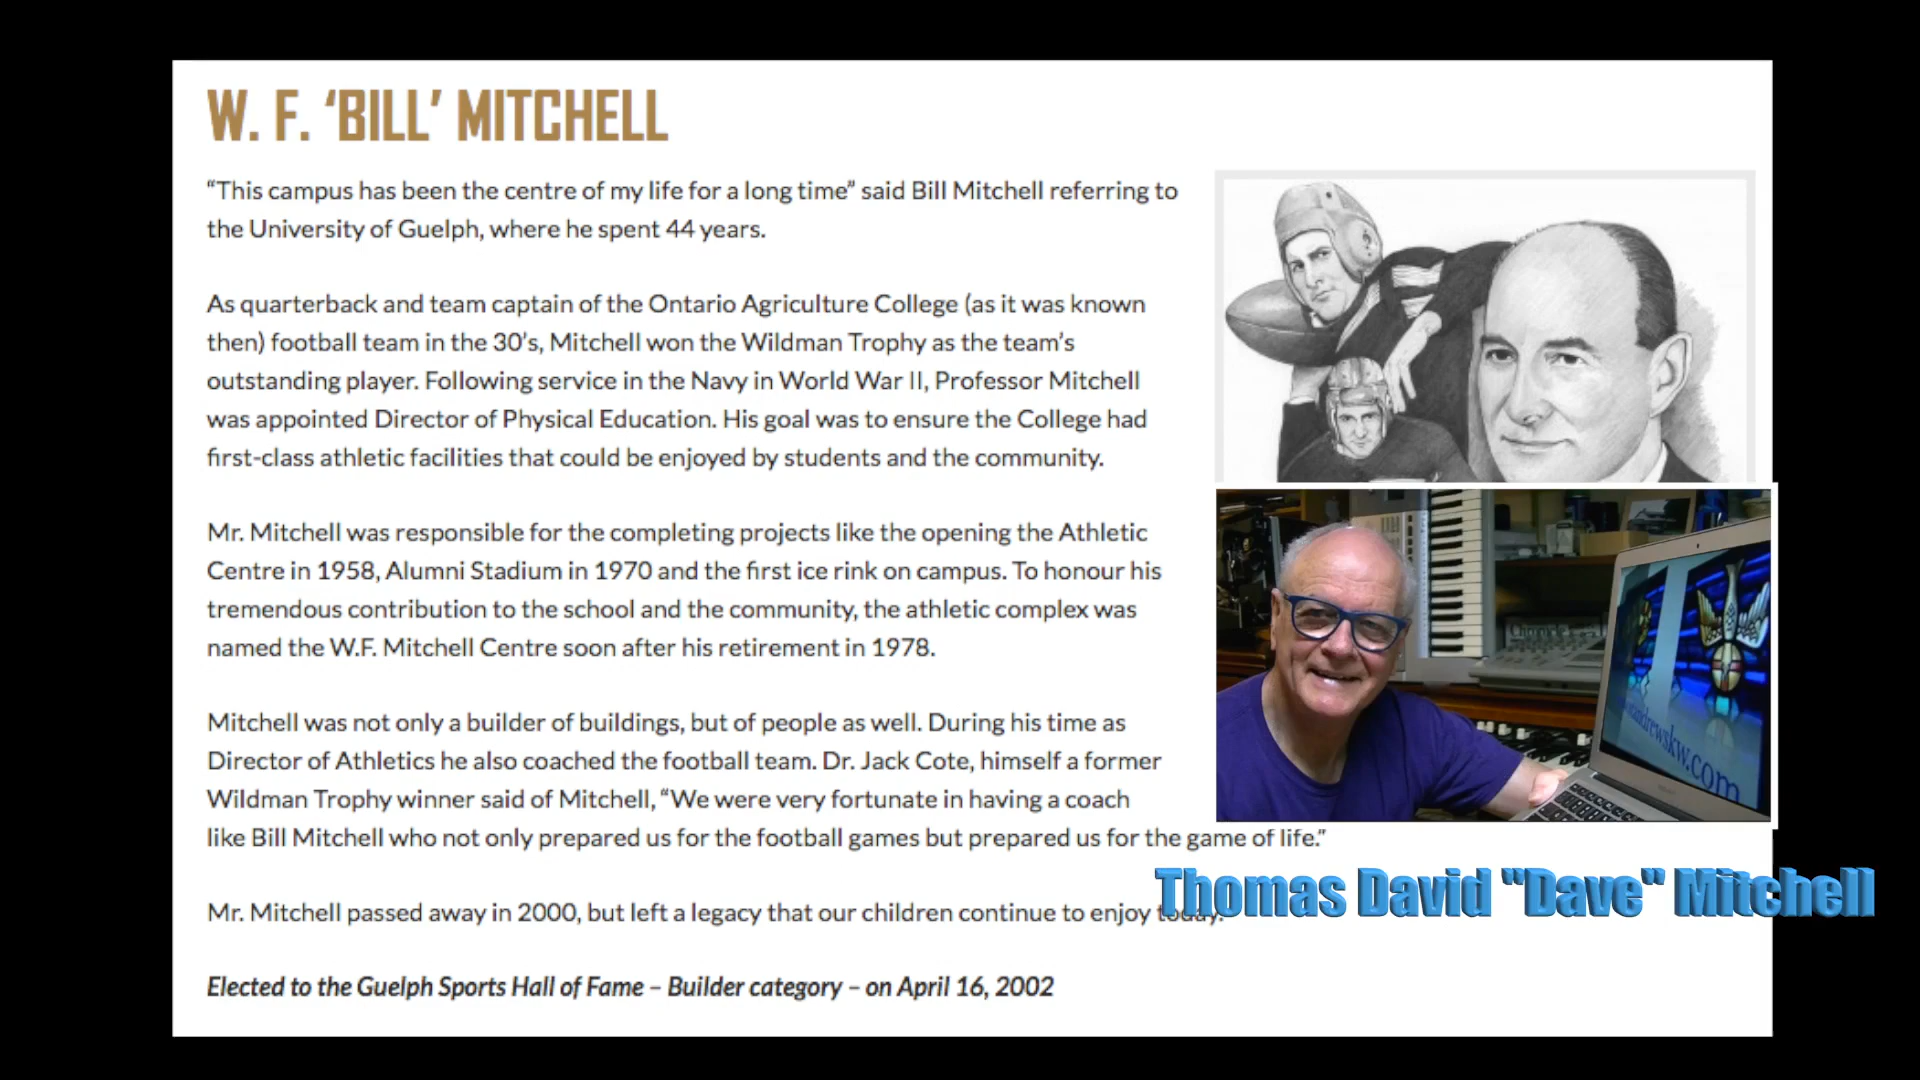 W. F. ‘BILL’ MITCHELL
“This campus has been the centre of my life for a long time” said Bill Mitchell referring to
the University of Guelph, where he spent 44 years.
As quarterback and team captain of the Ontario Agriculture College (as it was known
then) football team in the 30’s, Mitchell won the Wildman Trophy as the team’s
outstanding player. Following service in the Navy in World War II, Professor Mitchell
was appointed Director of Physical Education. His goal was to ensure the College had
first-class athletic facilities that could be enjoyed by students and the community.
Mr. Mitchell was responsible for the completing projects like the opening the Athletic
Centre in 1958, Alumni Stadium in 1970 and the first ice rink on campus. To honour his
tremendous contribution to the school and the community, the athletic complex was
named the W.F. Mitchell Centre soon after his retirement in 1978.
Mitchell was not only a builder of buildings, but of people as well. During his time as
Director of Athletics he also coached the football team. Dr. Jack Cote, himself a former
Wildman Trophy winner said of Mitchell, “We were very fortunate in having a coach
like Bill Mitchell who not only prepared us for the football games but prepared us for the game of life.”
Mr. Mitchell passed away in 2000, but left a legacy that our children continue to enjoy today.
Elected to the Guelph Sports Hall of Fame – Builder category – on April 16, 2002
Thomas David "Dave" Mitchell